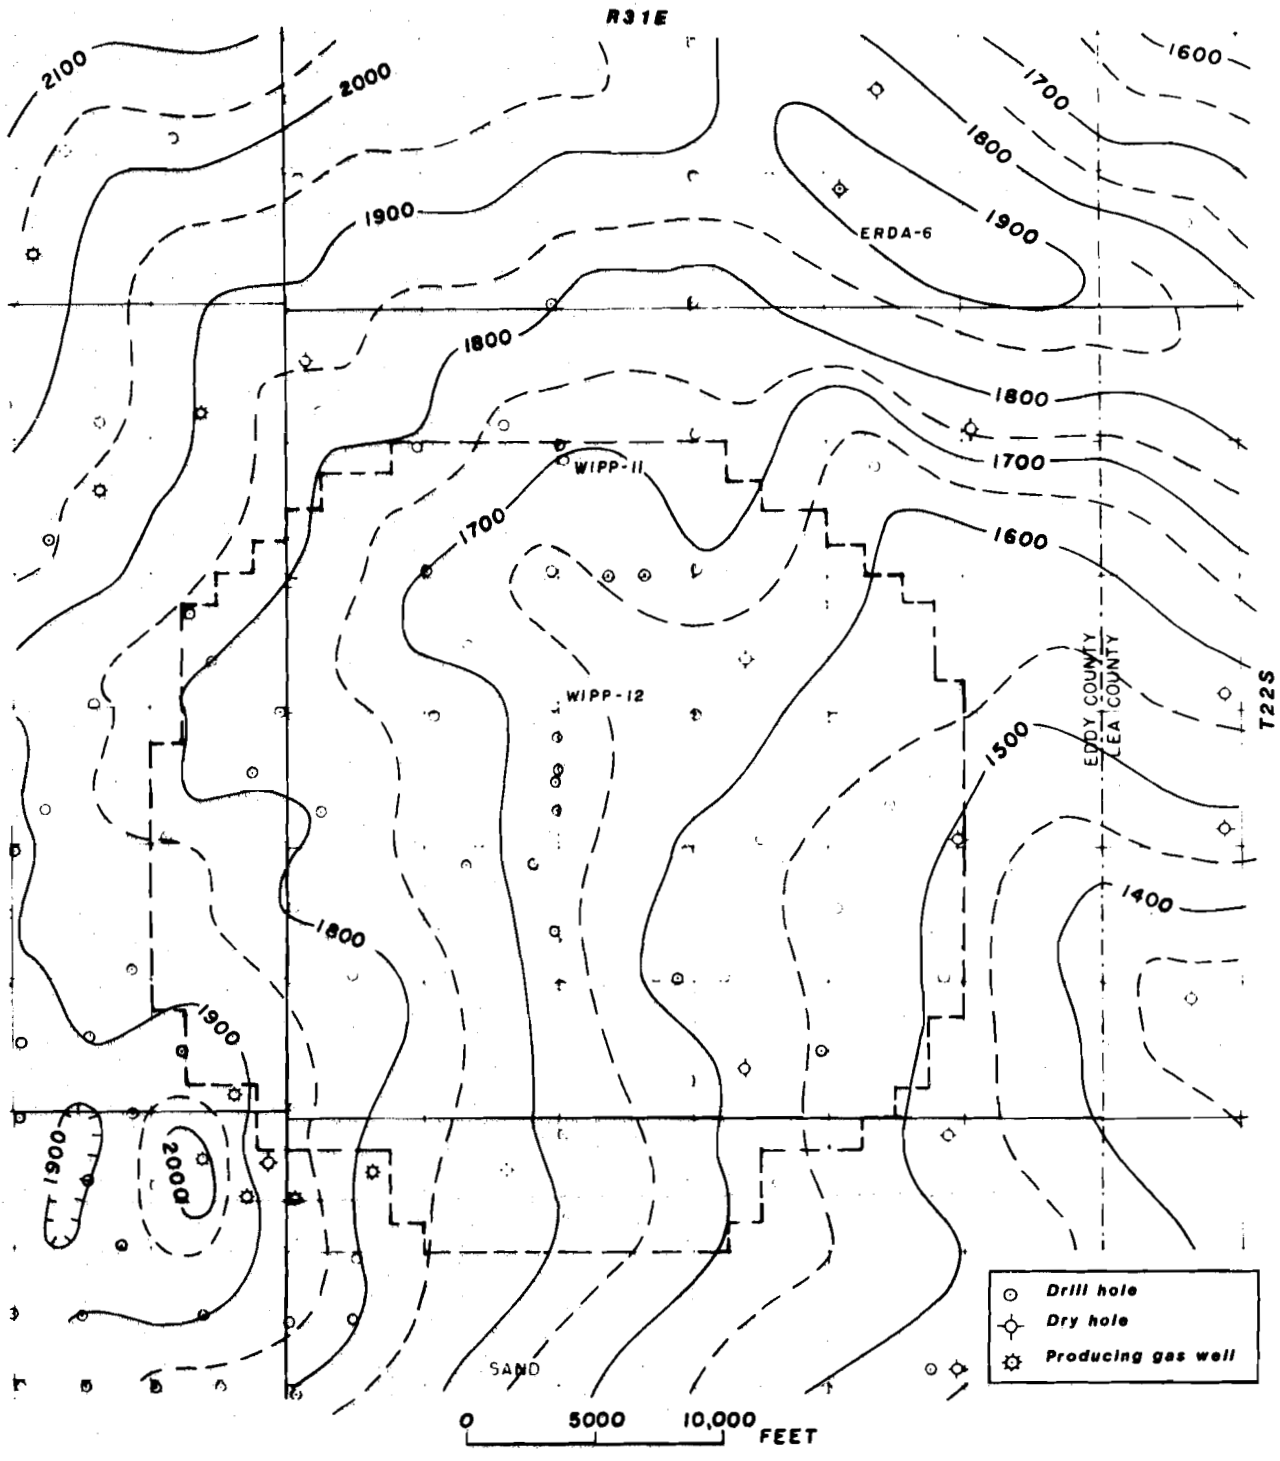 R31E
2100
2000
1600
1700
1800
1900
1900
ERDA-6
1800
1800
WIPP-11
1700
1700
1600
WIPP-12
EDDY COUNTY
LEA COUNTY
T22S
1500
1400
1800
1900
1900
2000
SAND
Drill hole
Dry hole
Producing gas well
0 5000 10,000 FEET